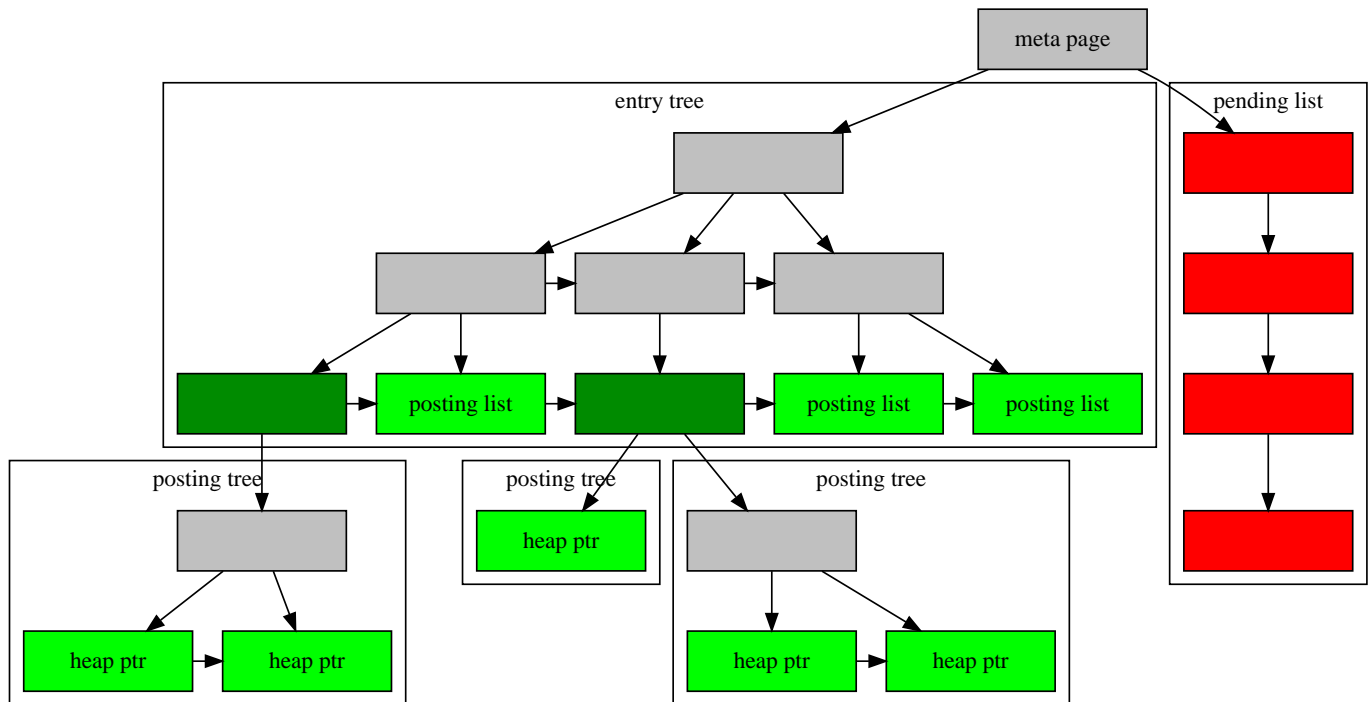 meta page
entry tree
pending list
posting list
posting list
posting list
posting tree
posting tree
posting tree
heap ptr
heap ptr
heap ptr
heap ptr
heap ptr